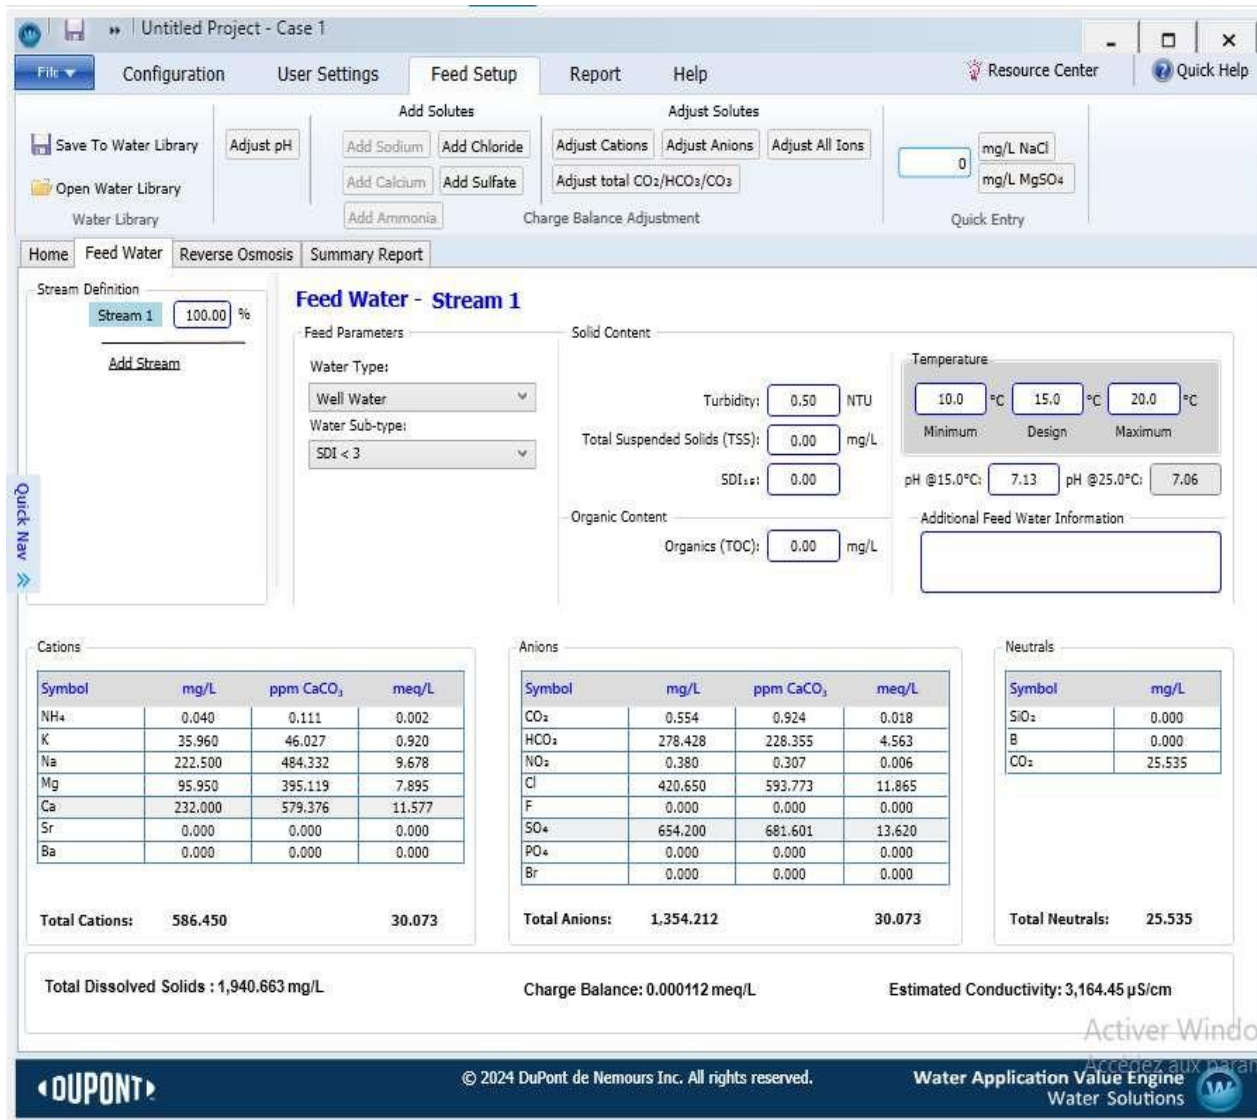 Untitled Project - Case 1
File Configuration User Settings Feed Setup Report Help Resource Center Quick Help
Add Solutes Adjust Solutes
Save To Water Library Adjust pH Add Sodium Add Chloride Adjust Cations Adjust Anions Adjust All Ions 0 mg/L NaCl
Open Water Library Add Calcium Add Sulfate Adjust total CO₂/HCO₃/CO₃ mg/L MgSO₄
Water Library Add Ammonia Charge Balance Adjustment Quick Entry
Home Feed Water Reverse Osmosis Summary Report
Stream Definition
Stream 1 100.00 %
Add Stream
Feed Water - Stream 1
Feed Parameters
Water Type:
Well Water
Water Sub-type:
SDI < 3
Solid Content
Turbidity: 0.50 NTU
Total Suspended Solids (TSS): 0.00 mg/L
SDI₁₅: 0.00
Organic Content
Organics (TOC): 0.00 mg/L
Temperature
10.0 °C 15.0 °C 20.0 °C
Minimum Design Maximum
pH @15.0°C: 7.13 pH @25.0°C: 7.06
Additional Feed Water Information
Quick Nav
Cations
Symbol mg/L ppm CaCO₃ meq/L
NH₄ 0.040 0.111 0.002
K 35.960 46.027 0.920
Na 222.500 484.332 9.678
Mg 95.950 395.119 7.895
Ca 232.000 579.376 11.577
Sr 0.000 0.000 0.000
Ba 0.000 0.000 0.000
Total Cations: 586.450 30.073
Anions
Symbol mg/L ppm CaCO₃ meq/L
CO₂ 0.554 0.924 0.018
HCO₃ 278.428 228.355 4.563
NO₃ 0.380 0.307 0.006
Cl 420.650 593.773 11.865
F 0.000 0.000 0.000
SO₄ 654.200 681.601 13.620
PO₄ 0.000 0.000 0.000
Br 0.000 0.000 0.000
Total Anions: 1,354.212 30.073
Neutrals
Symbol mg/L
SiO₂ 0.000
B 0.000
CO₂ 25.535
Total Neutrals: 25.535
Total Dissolved Solids : 1,940.663 mg/L Charge Balance: 0.000112 meq/L Estimated Conductivity: 3,164.45 µS/cm
Activer Windo
Accédez aux param
DUPONT © 2024 DuPont de Nemours Inc. All rights reserved. Water Application Value Engine
Water Solutions